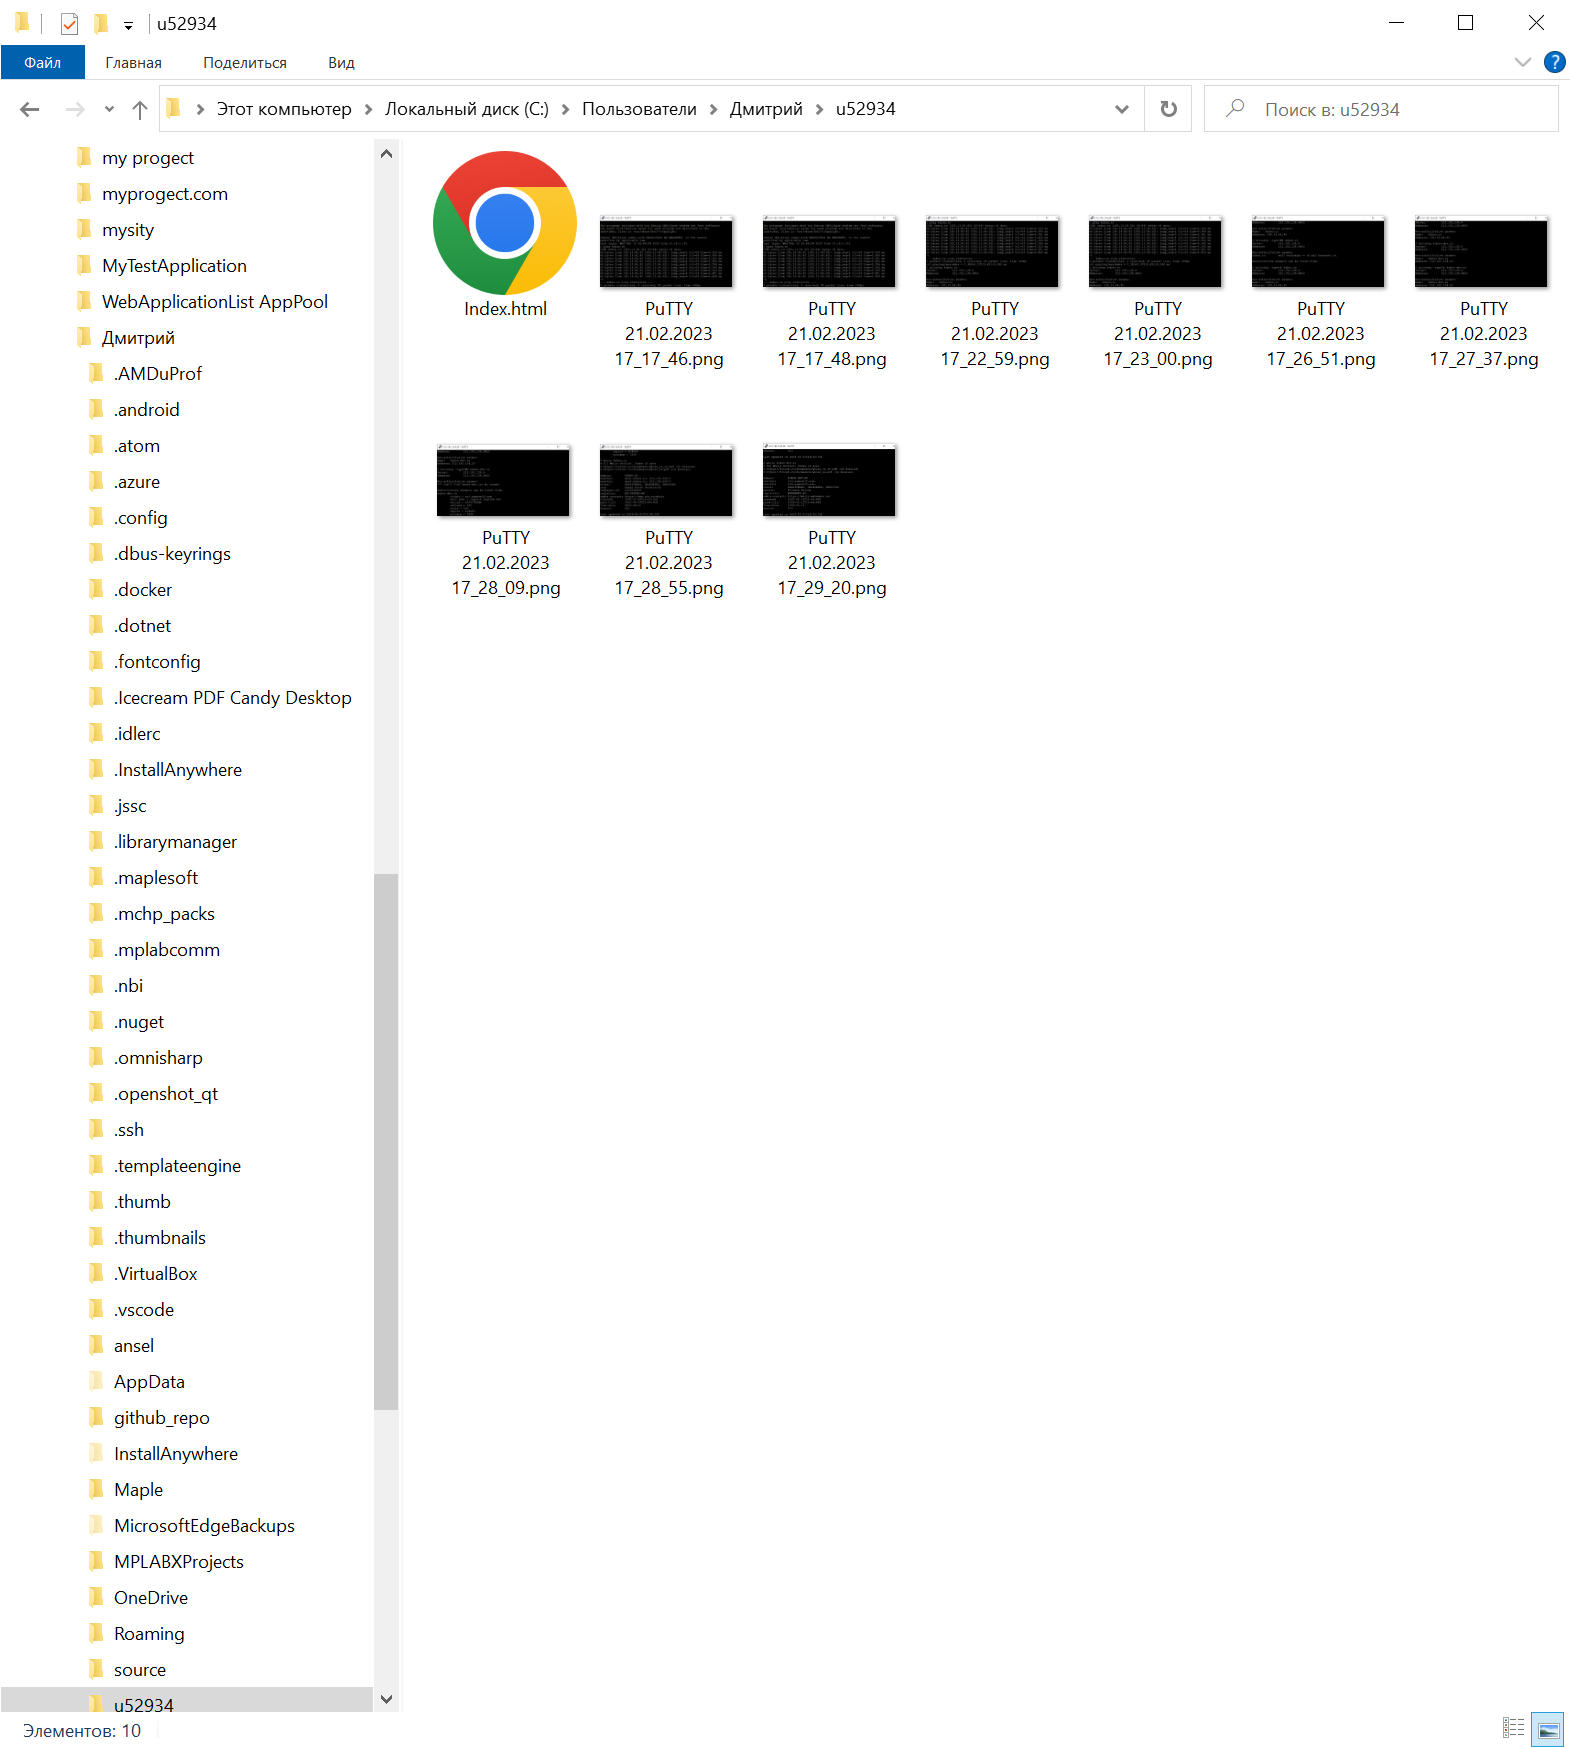 u52934
Файл
Главная
Поделиться
Вид
Этот компьютер
Локальный диск (C:)
Пользователи
Дмитрий
u52934
Поиск в: u52934
my progect
myprogect.com
mysity
MyTestApplication
WebApplicationList AppPool
Дмитрий
.AMDuProf
.android
.atom
.azure
.config
.dbus-keyrings
.docker
.dotnet
.fontconfig
.Icecream PDF Candy Desktop
.idlerc
.InstallAnywhere
.jssc
.librarymanager
.maplesoft
.mchp_packs
.mplabcomm
.nbi
.nuget
.omnisharp
.openshot_qt
.ssh
.templateengine
.thumb
.thumbnails
.VirtualBox
.vscode
ansel
AppData
github_repo
InstallAnywhere
Maple
MicrosoftEdgeBackups
MPLABXProjects
OneDrive
Roaming
source
u52934
Index.html
PuTTY
21.02.2023
17_17_46.png
PuTTY
21.02.2023
17_17_48.png
PuTTY
21.02.2023
17_22_59.png
PuTTY
21.02.2023
17_23_00.png
PuTTY
21.02.2023
17_26_51.png
PuTTY
21.02.2023
17_27_37.png
PuTTY
21.02.2023
17_28_09.png
PuTTY
21.02.2023
17_28_55.png
PuTTY
21.02.2023
17_29_20.png
Элементов: 10